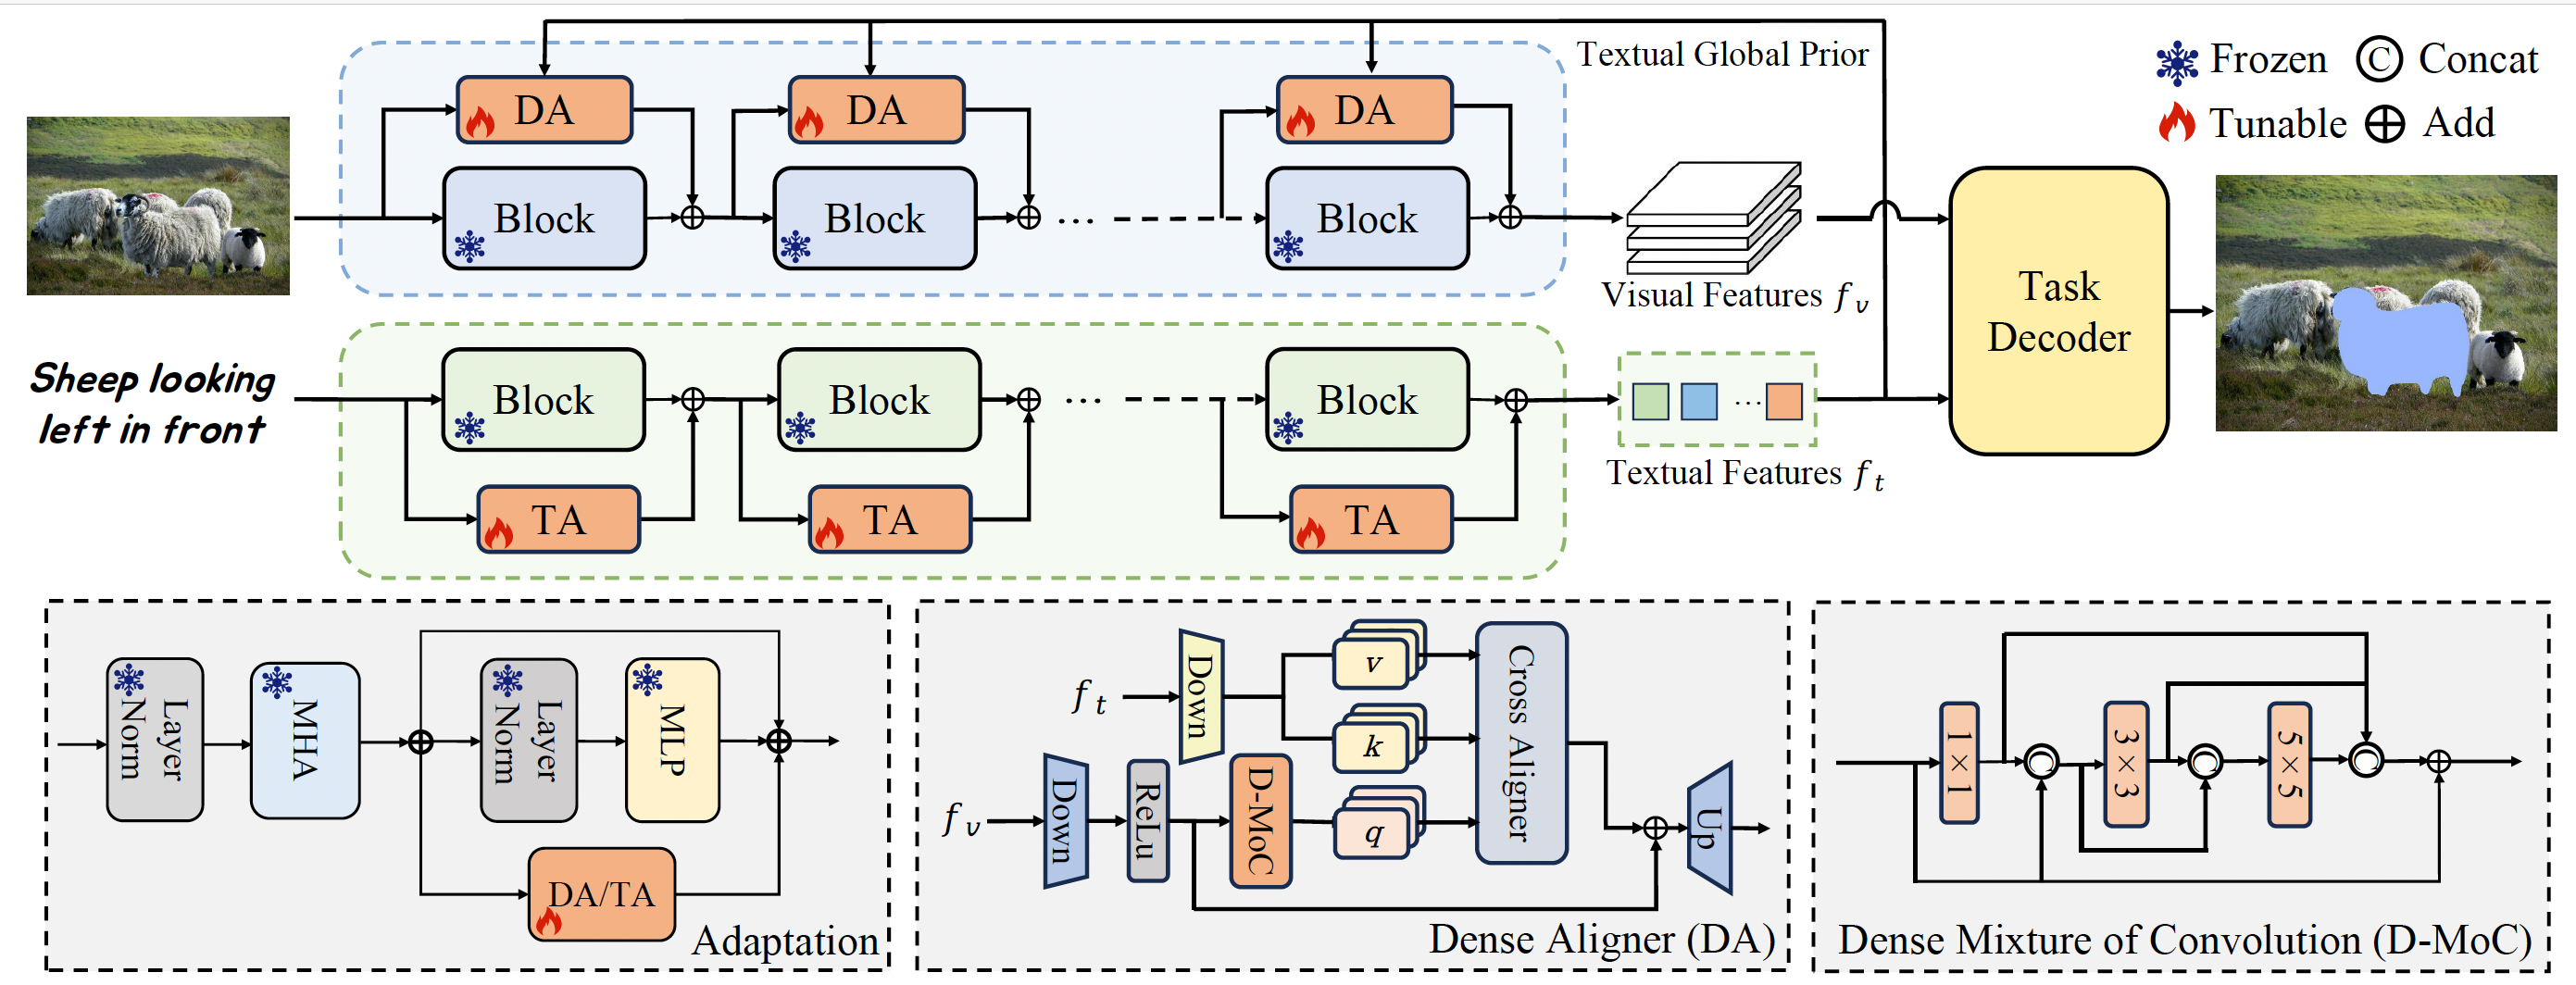 Textual Global Prior
Frozen
Concat
Tunable
Add
DA
DA
DA
Block
Block
Block
Visual Features f_v
Sheep looking
left in front
Block
Block
Block
TA
TA
TA
Textual Features f_t
Task
Decoder
Layer
Norm
MHA
Layer
Norm
MLP
DA/TA
Adaptation
f_t
Down
v
k
f_v
Down
ReLu
D-MoC
q
Cross Aligner
Up
Dense Aligner (DA)
1×1
C
3×3
C
5×5
C
Dense Mixture of Convolution (D-MoC)